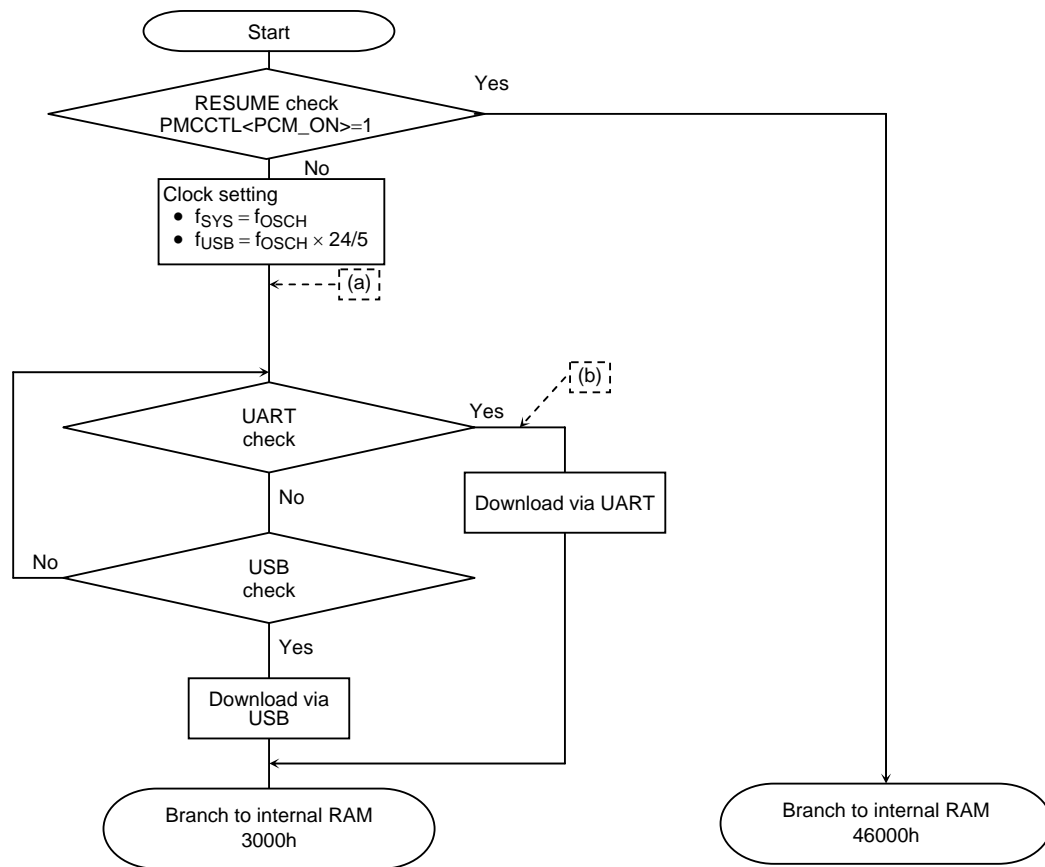 Start
Yes
RESUME check
PMCCTL<PCM_ON>=1
No
Clock setting
• fSYS = fOSCH
• fUSB = fOSCH × 24/5
(a)
(b)
UART
check
Yes
No
Download via UART
USB
check
No
Yes
Download via
USB
Branch to internal RAM
3000h
Branch to internal RAM
46000h